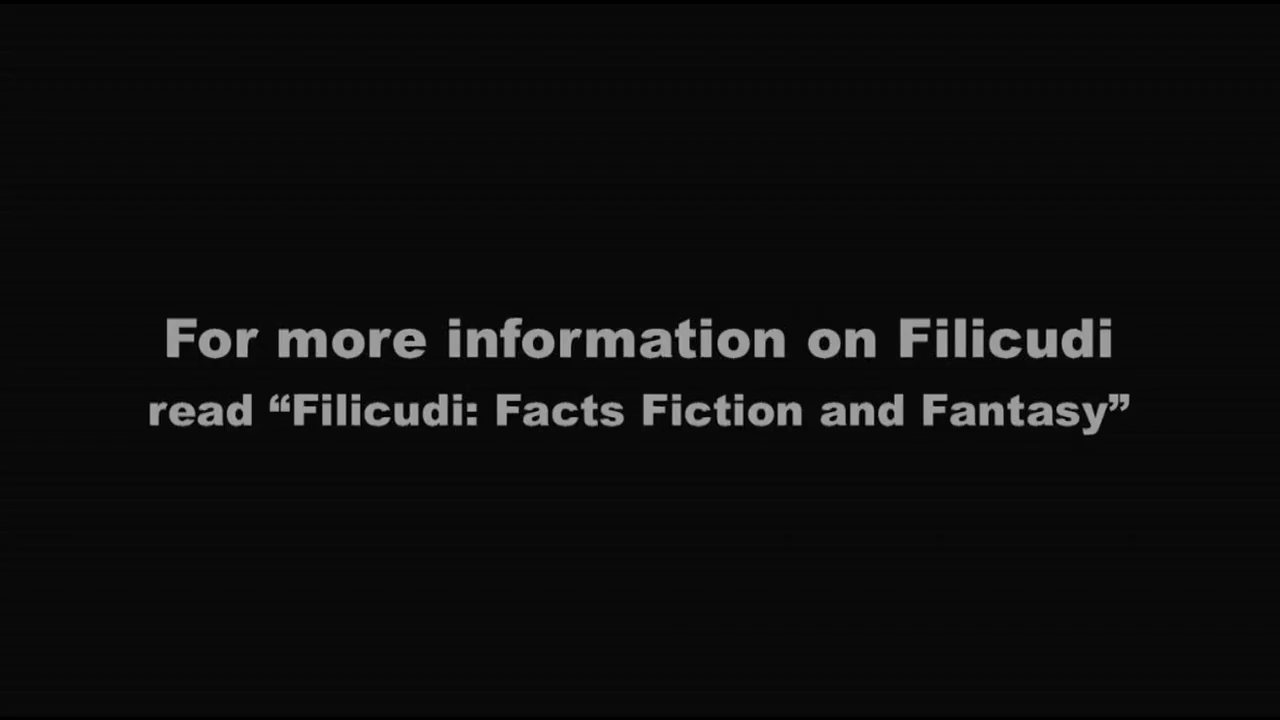 For more information on Filicudi
read “Filicudi: Facts Fiction and Fantasy”